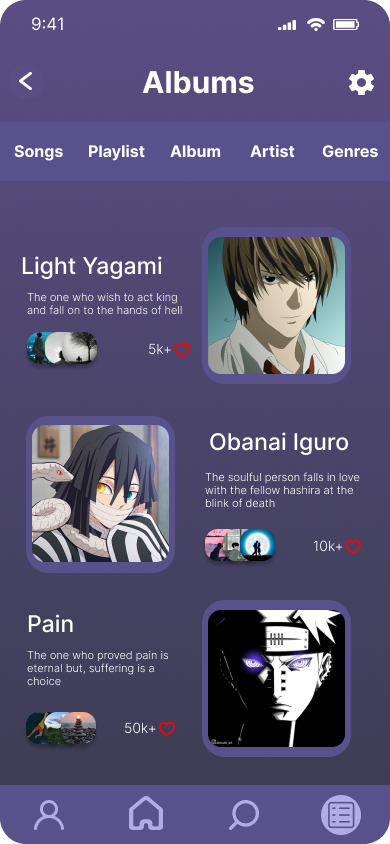 9:41
Albums
Songs Playlist Album Artist Genres
Light Yagami
The one who wish to act king
and fall on to the hands of hell
5k+
Obanai Iguro
The soulful person falls in love
with the fellow hashira at the
blink of death
10k+
Pain
The one who proved pain is
eternal but, suffering is a
choice
50k+